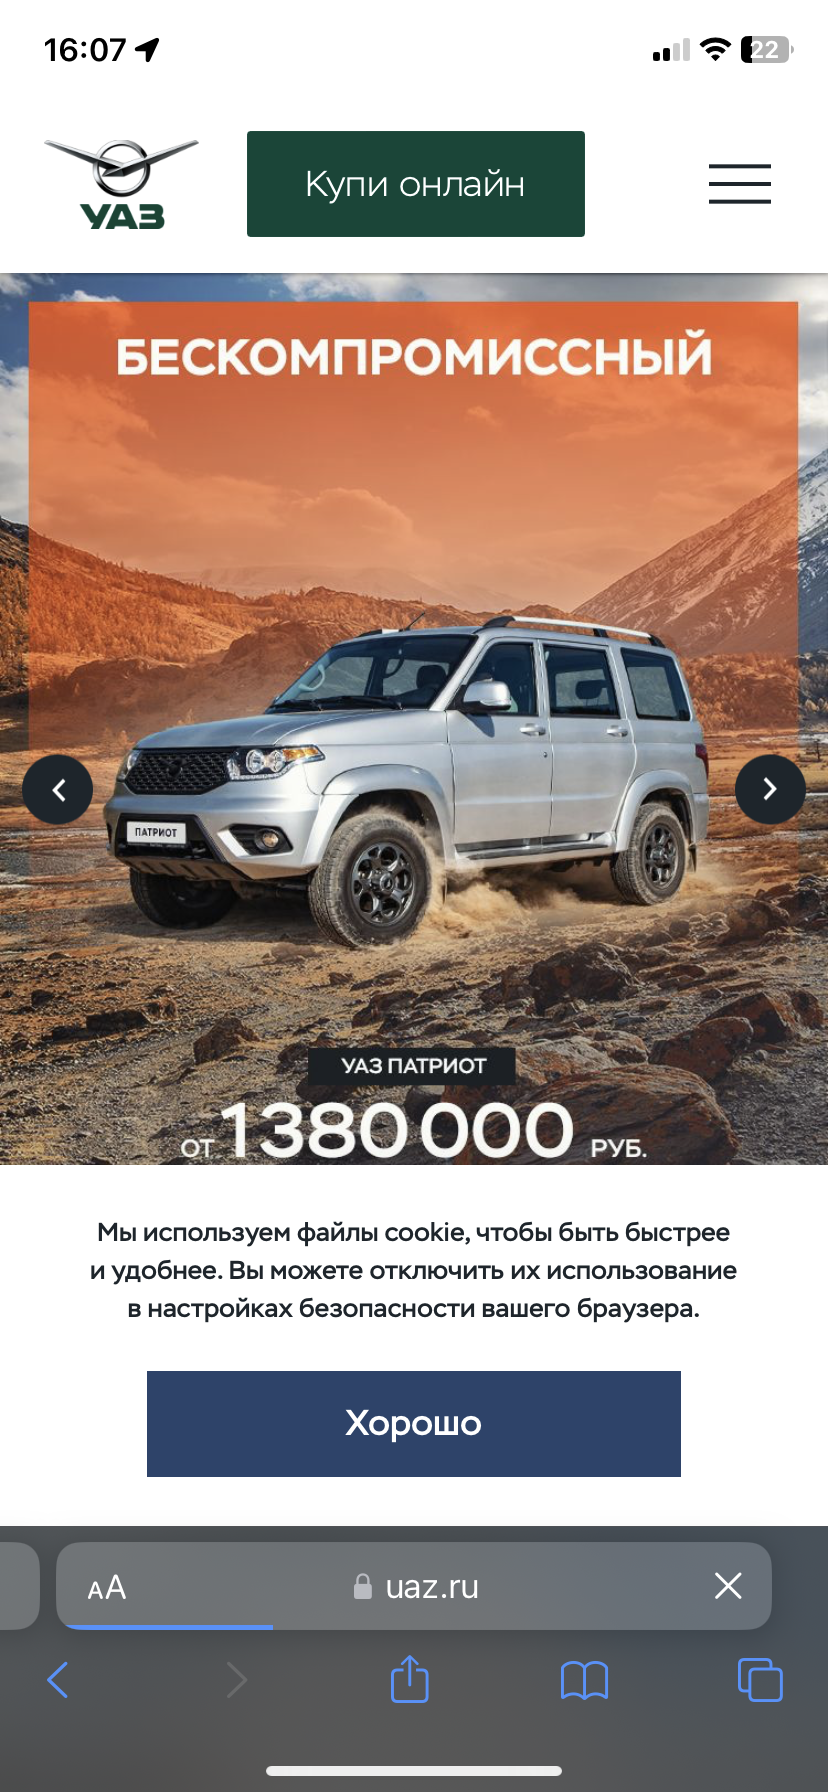 16:07
22
УАЗ
Купи онлайн
БЕСКОМПРОМИССНЫЙ
ПАТРИОТ
УАЗ ПАТРИОТ
ОТ 1 380 000 РУБ.
Мы используем файлы cookie, чтобы быть быстрее
и удобнее. Вы можете отключить их использование
в настройках безопасности вашего браузера.
Хорошо
AA
uaz.ru